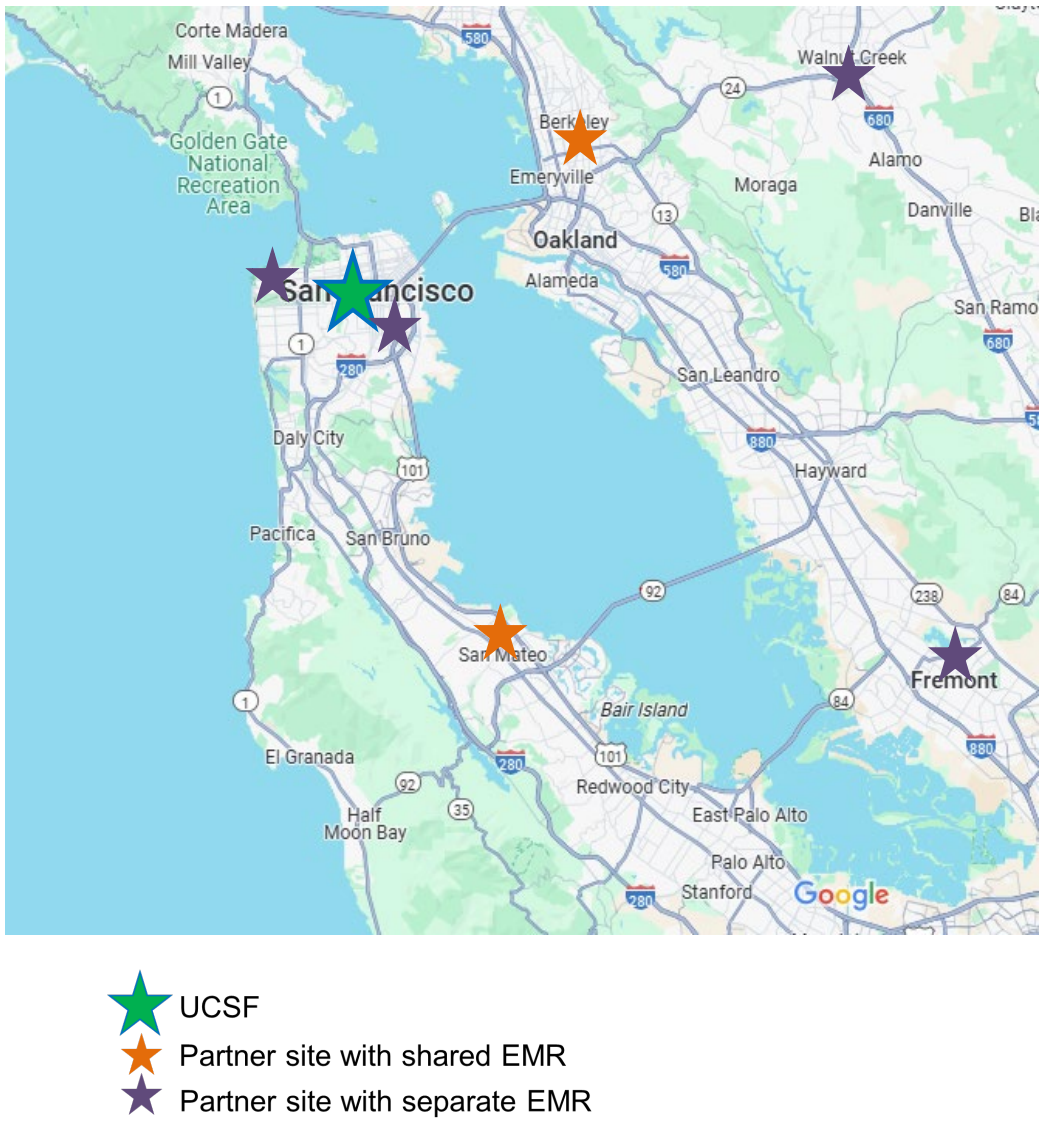 Corte Madera
580
Mill Valley
Walnut Creek
1
24
Golden Gate
National
Recreation
Area
Berkeley
680
Alamo
Emeryville
Moraga
13
Danville
Oakland
580
Alameda
San Francisco
San Ramo
1
680
280
San Leandro
Daly City
880
101
Hayward
Pacifica
San Bruno
92
238
84
San Mateo
Fremont
1
84
Bair Island
880
El Granada
280
101
92
Redwood City
35
Half
Moon Bay
East Palo Alto
Palo Alto
Stanford
280
Google
UCSF
Partner site with shared EMR
Partner site with separate EMR